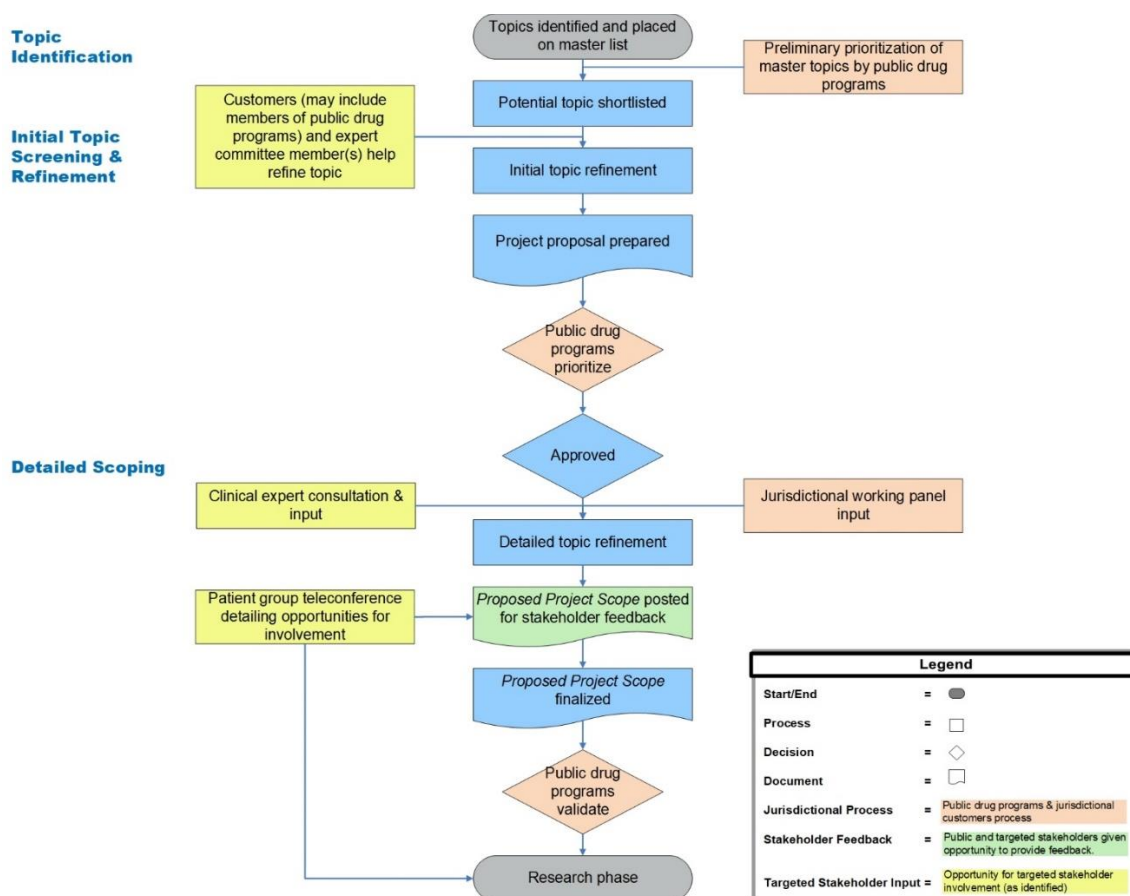 Topics identified and placed
on master list
Topic
Identification
Preliminary prioritization of
master topics by public drug
programs
Potential topic shortlisted
Customers (may include
members of public drug
programs) and expert
committee member(s) help
refine topic
Initial Topic
Screening &
Refinement
Initial topic refinement
Project proposal prepared
Public drug
programs
prioritize
Approved
Detailed Scoping
Clinical expert consultation &
input
Jurisdictional working panel
input
Detailed topic refinement
Patient group teleconference
detailing opportunities for
involvement
Proposed Project Scope posted
for stakeholder feedback
Proposed Project Scope
finalized
Public drug
programs
validate
Research phase
Legend
Start/End =
Process =
Decision =
Document =
Jurisdictional Process = Public drug programs & jurisdictional
customers process
Stakeholder Feedback = Public and targeted stakeholders given
opportunity to provide feedback.
Targeted Stakeholder Input = Opportunity for targeted stakeholder
involvement (as identified)